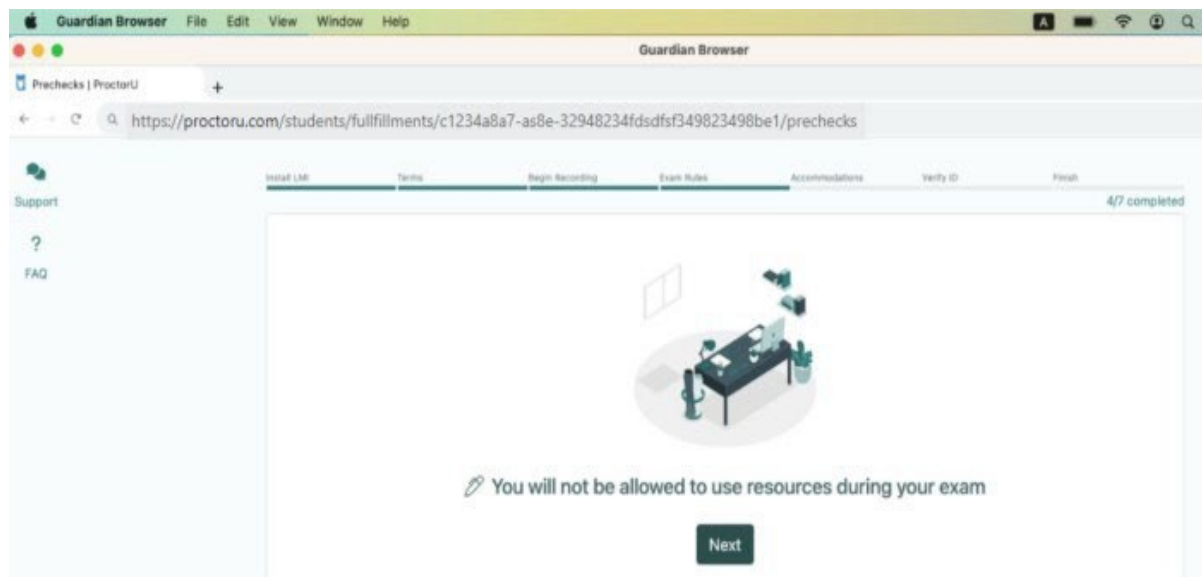 Guardian Browser File Edit View Window Help A
Guardian Browser
Prechecks | ProctorU +
https://proctoru.com/students/fullfillments/c1234a8a7-as8e-32948234fdsdfsf349823498be1/prechecks
Support
? 
FAQ
Install LMI Terms Begin Recording Exam Rules Accommodations Verify ID Finish
4/7 completed
You will not be allowed to use resources during your exam
Next